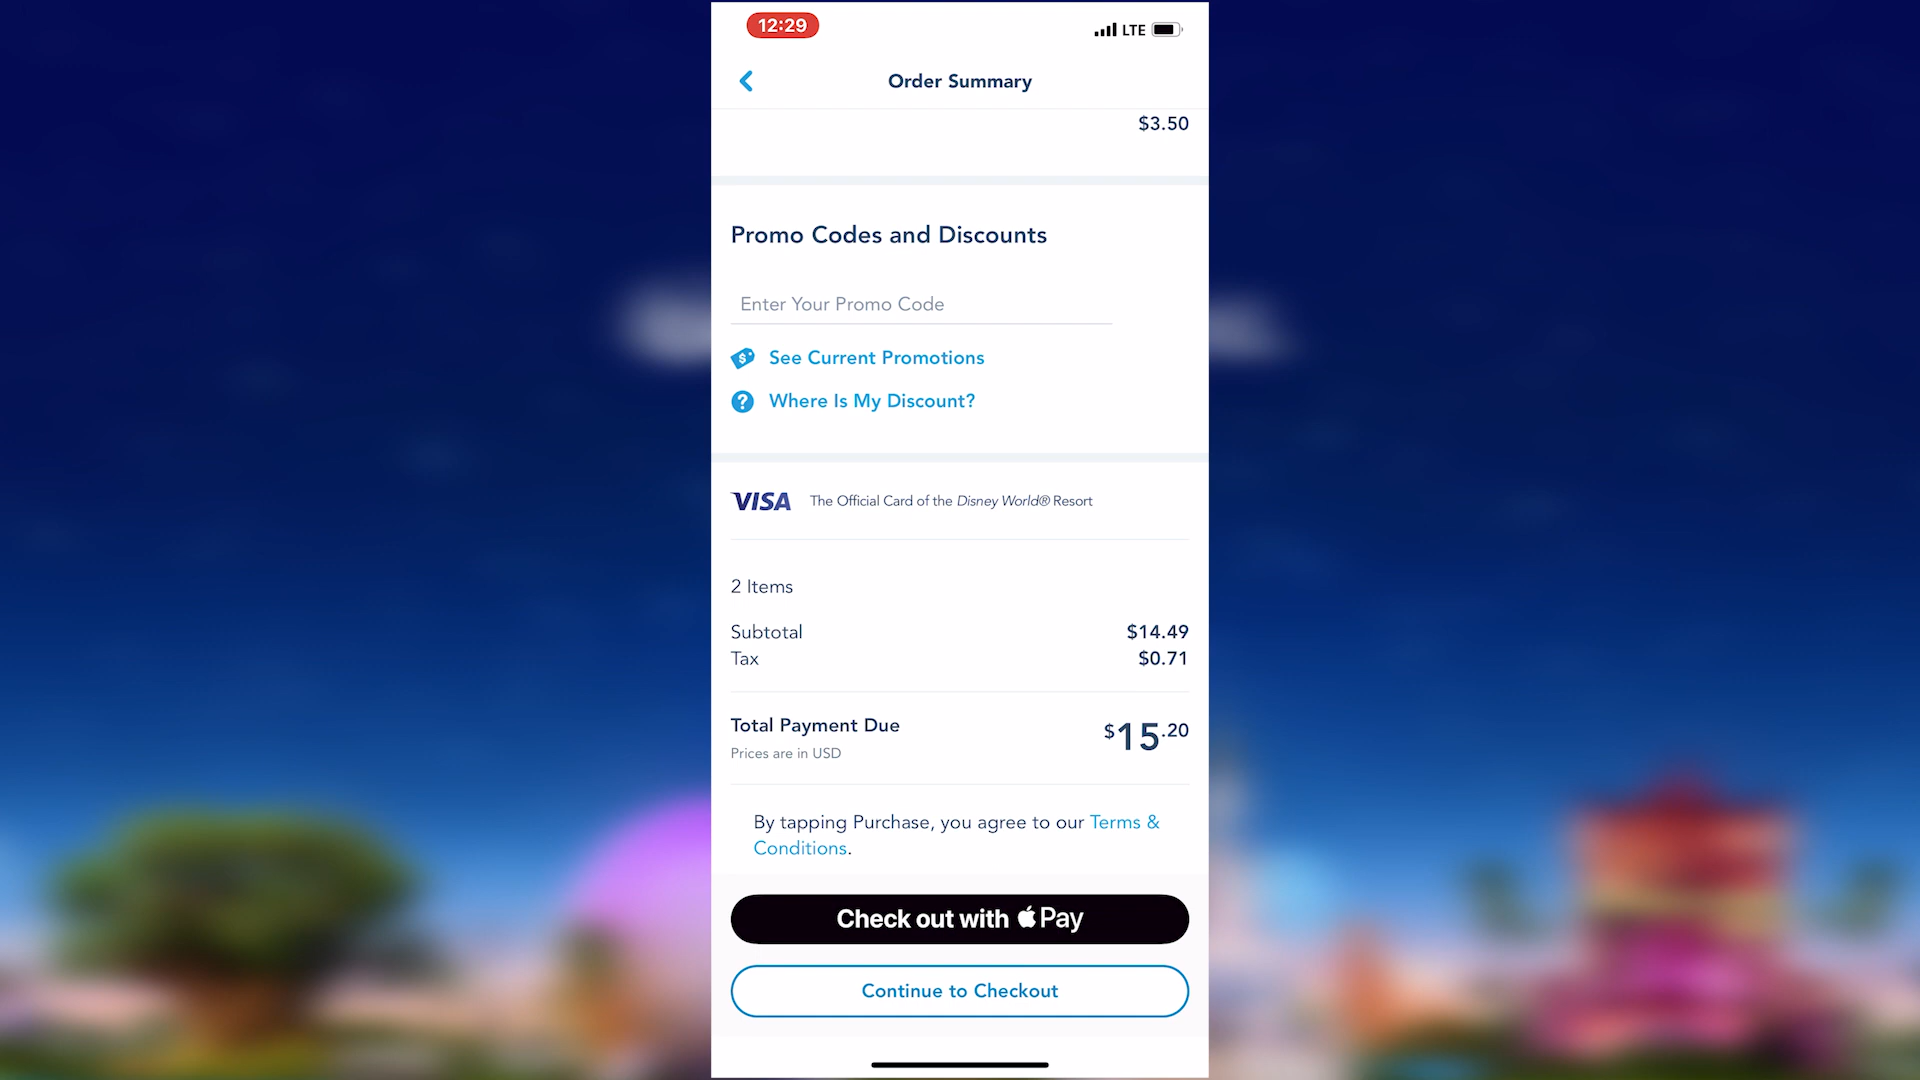 12:29
LTE
Order Summary
$3.50
Promo Codes and Discounts
Enter Your Promo Code
$ See Current Promotions
? Where Is My Discount?
VISA The Official Card of the Disney World® Resort
2 Items
Subtotal $14.49
Tax $0.71
Total Payment Due $15.20
Prices are in USD
By tapping Purchase, you agree to our Terms &
Conditions.
Check out with Pay
Continue to Checkout